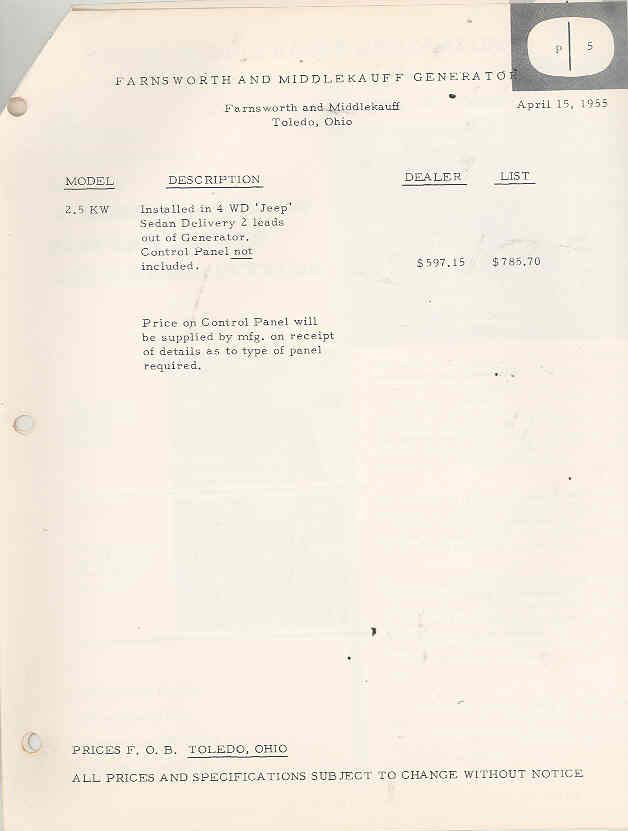 p 5
FARNSWORTH AND MIDDLEKAUFF GENERATOR
Farnsworth and Middlekauff
Toledo, Ohio
April 15, 1955
MODEL DESCRIPTION DEALER LIST
2.5 KW Installed in 4 WD 'Jeep'
Sedan Delivery 2 leads
out of Generator.
Control Panel not
included. $597.15 $785.70
Price on Control Panel will
be supplied by mfg. on receipt
of details as to type of panel
required.
PRICES F. O. B. TOLEDO, OHIO
ALL PRICES AND SPECIFICATIONS SUBJECT TO CHANGE WITHOUT NOTICE